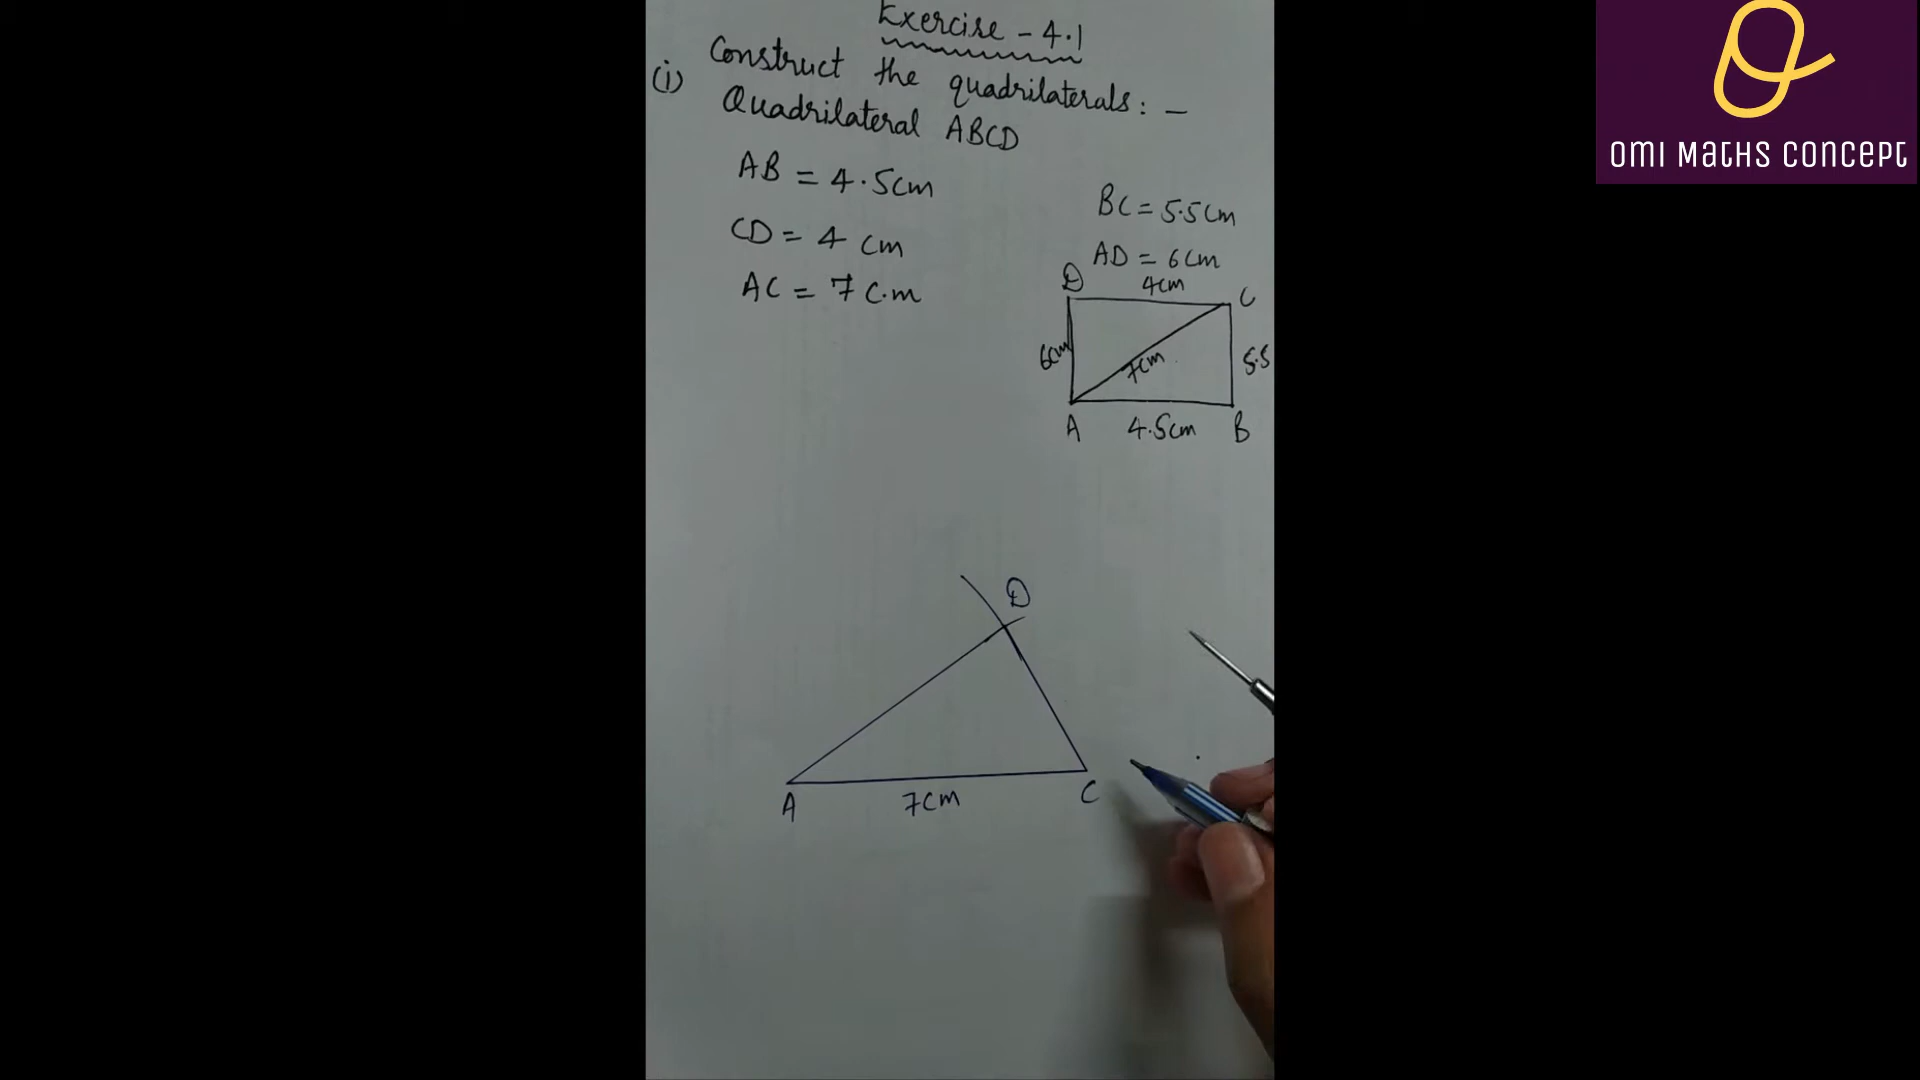 Exercise - 4.1
(i) Construct the quadrilaterals: -
Quadrilateral ABCD
AB = 4.5cm
BC = 5.5cm
CD = 4 cm
AD = 6cm
AC = 7 c.m
D 4cm C
6cm 7cm 5.5
A 4.5cm B
D
A 7cm C
OMI MATHS CONCEPT